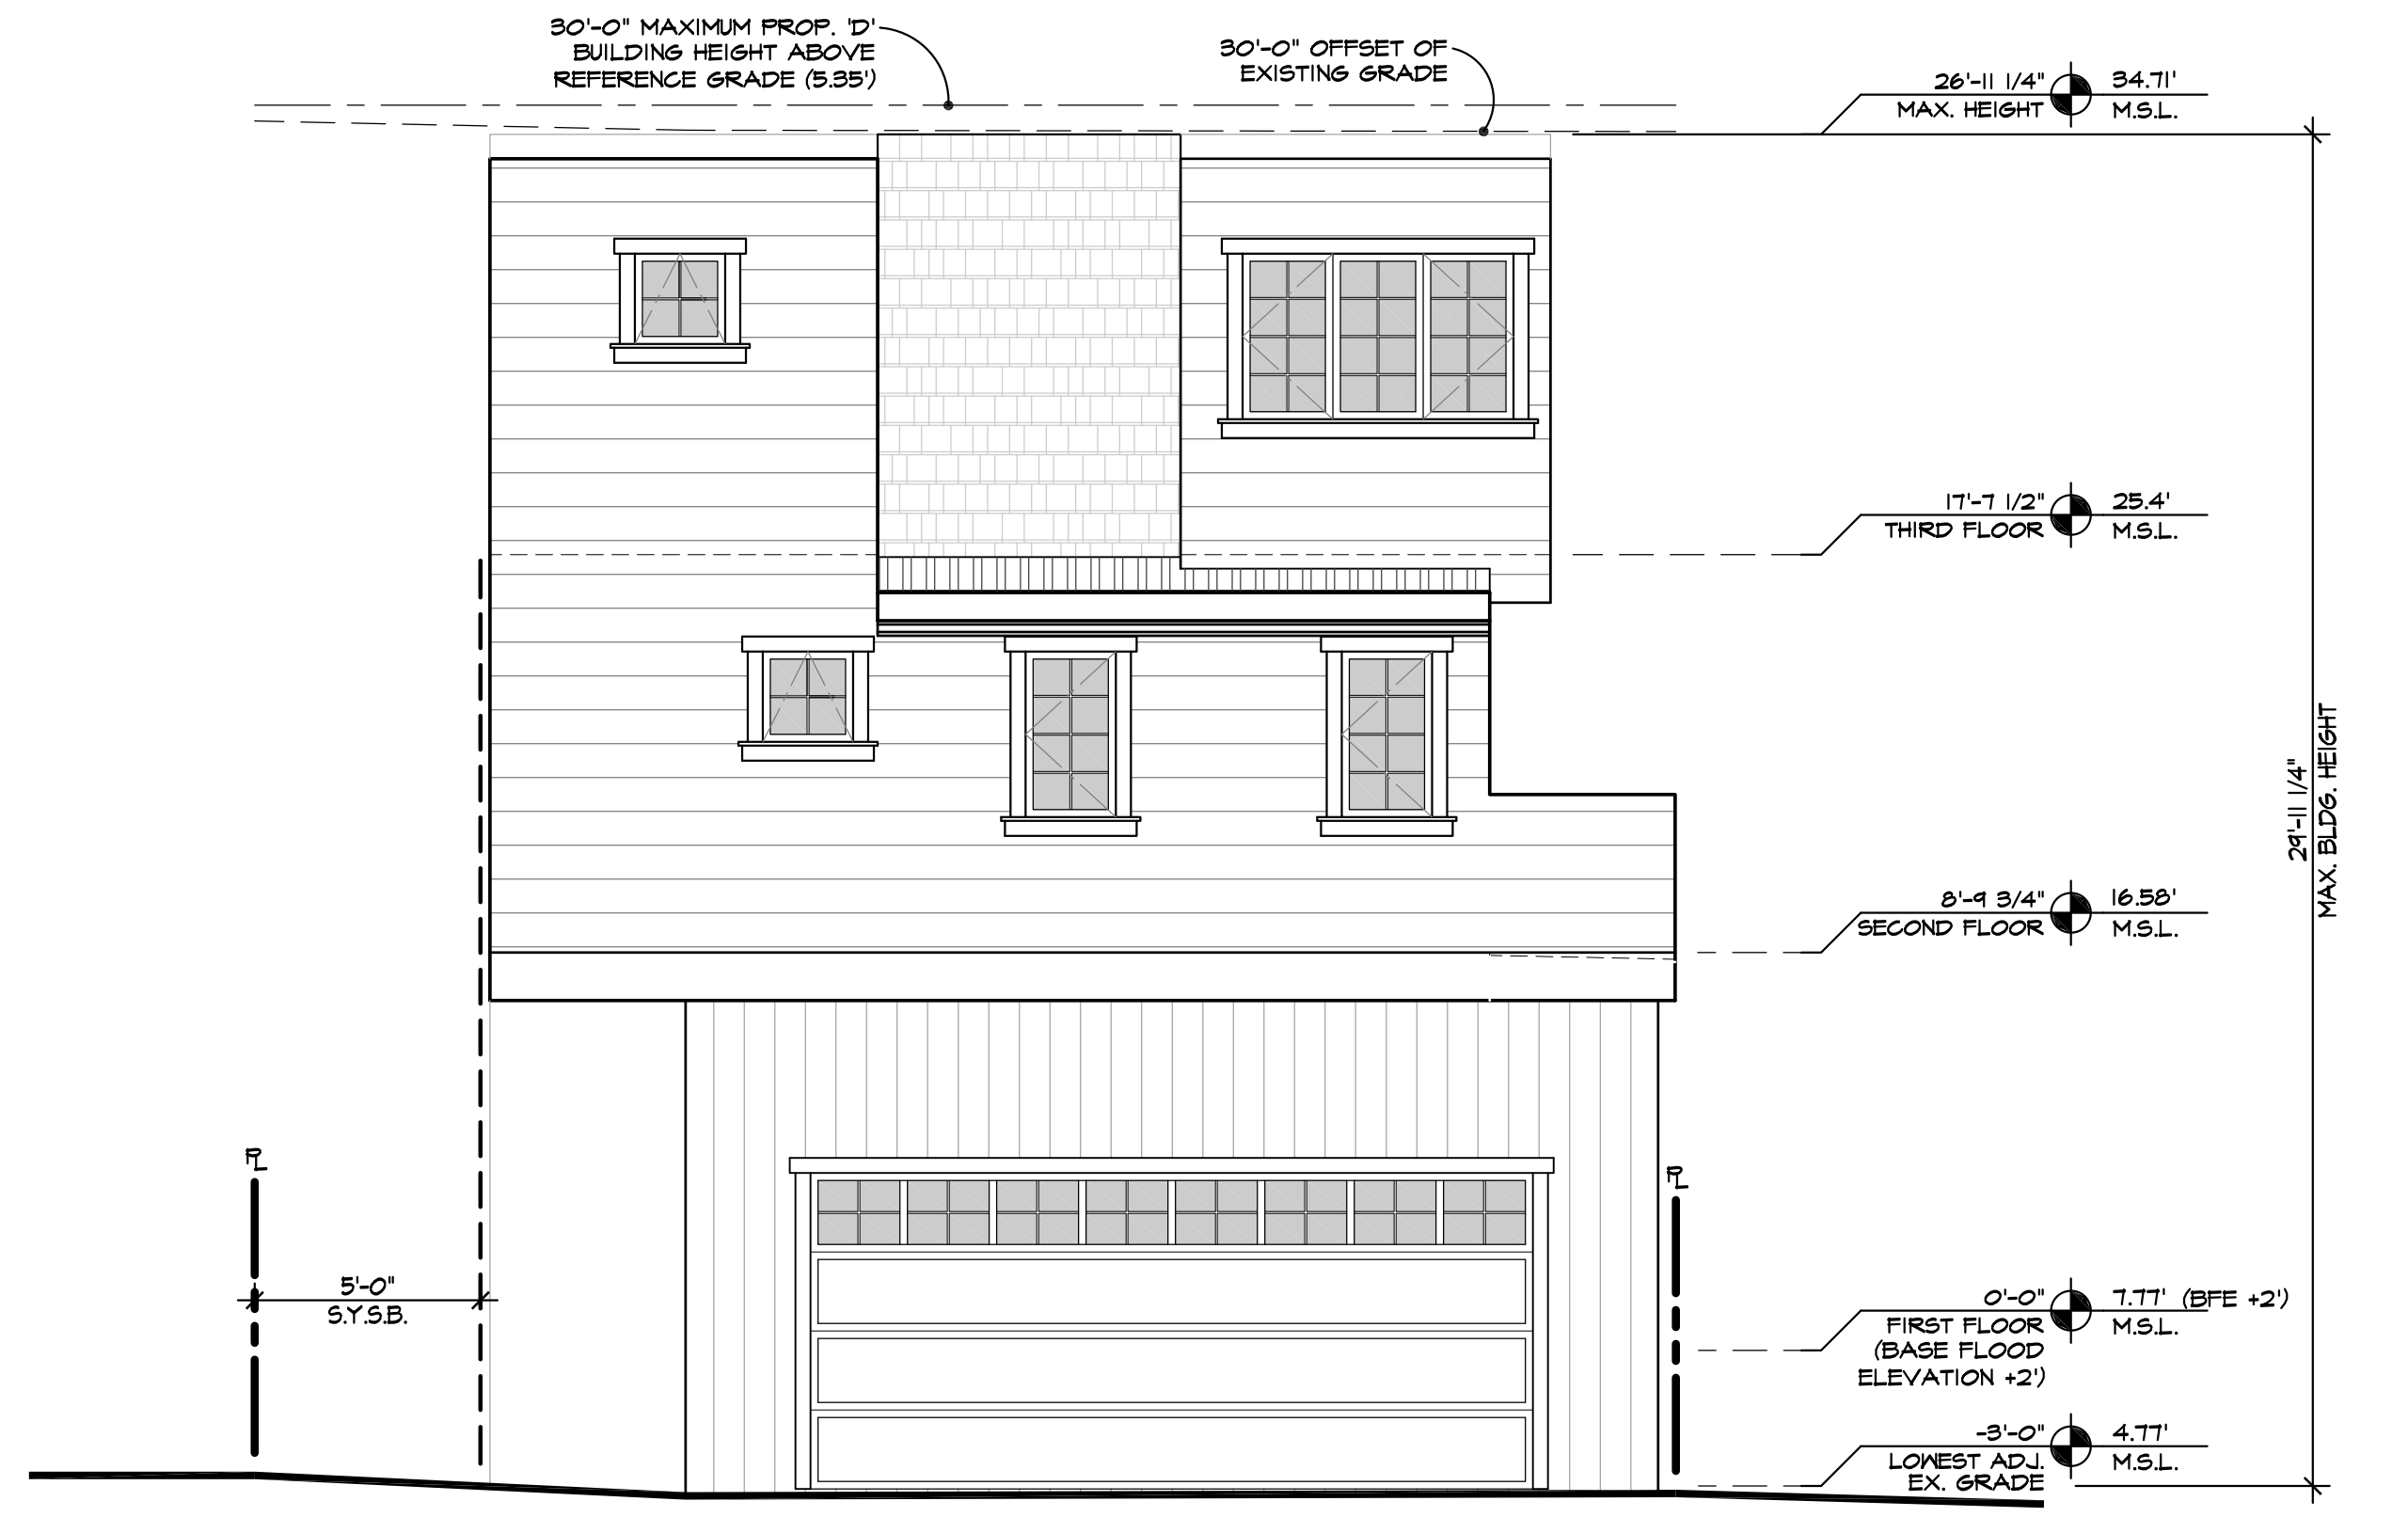 30'-0" MAXIMUM PROP. 'D'
BUILDING HEIGHT ABOVE
REFERENCE GRADE (5.35')
30'-0" OFFSET OF
EXISTING GRADE
26'-11 1/4"
MAX. HEIGHT
34.71'
M.S.L.
17'-7 1/2"
THIRD FLOOR
25.4'
M.S.L.
29'-11 1/4"
MAX. BLDG. HEIGHT
8'-9 3/4"
SECOND FLOOR
16.58'
M.S.L.
PL
PL
5'-0"
S.Y.S.B.
0'-0"
FIRST FLOOR
(BASE FLOOD
ELEVATION +2')
7.77' (BFE +2')
M.S.L.
-3'-0"
LOWEST ADJ.
EX. GRADE
4.77'
M.S.L.